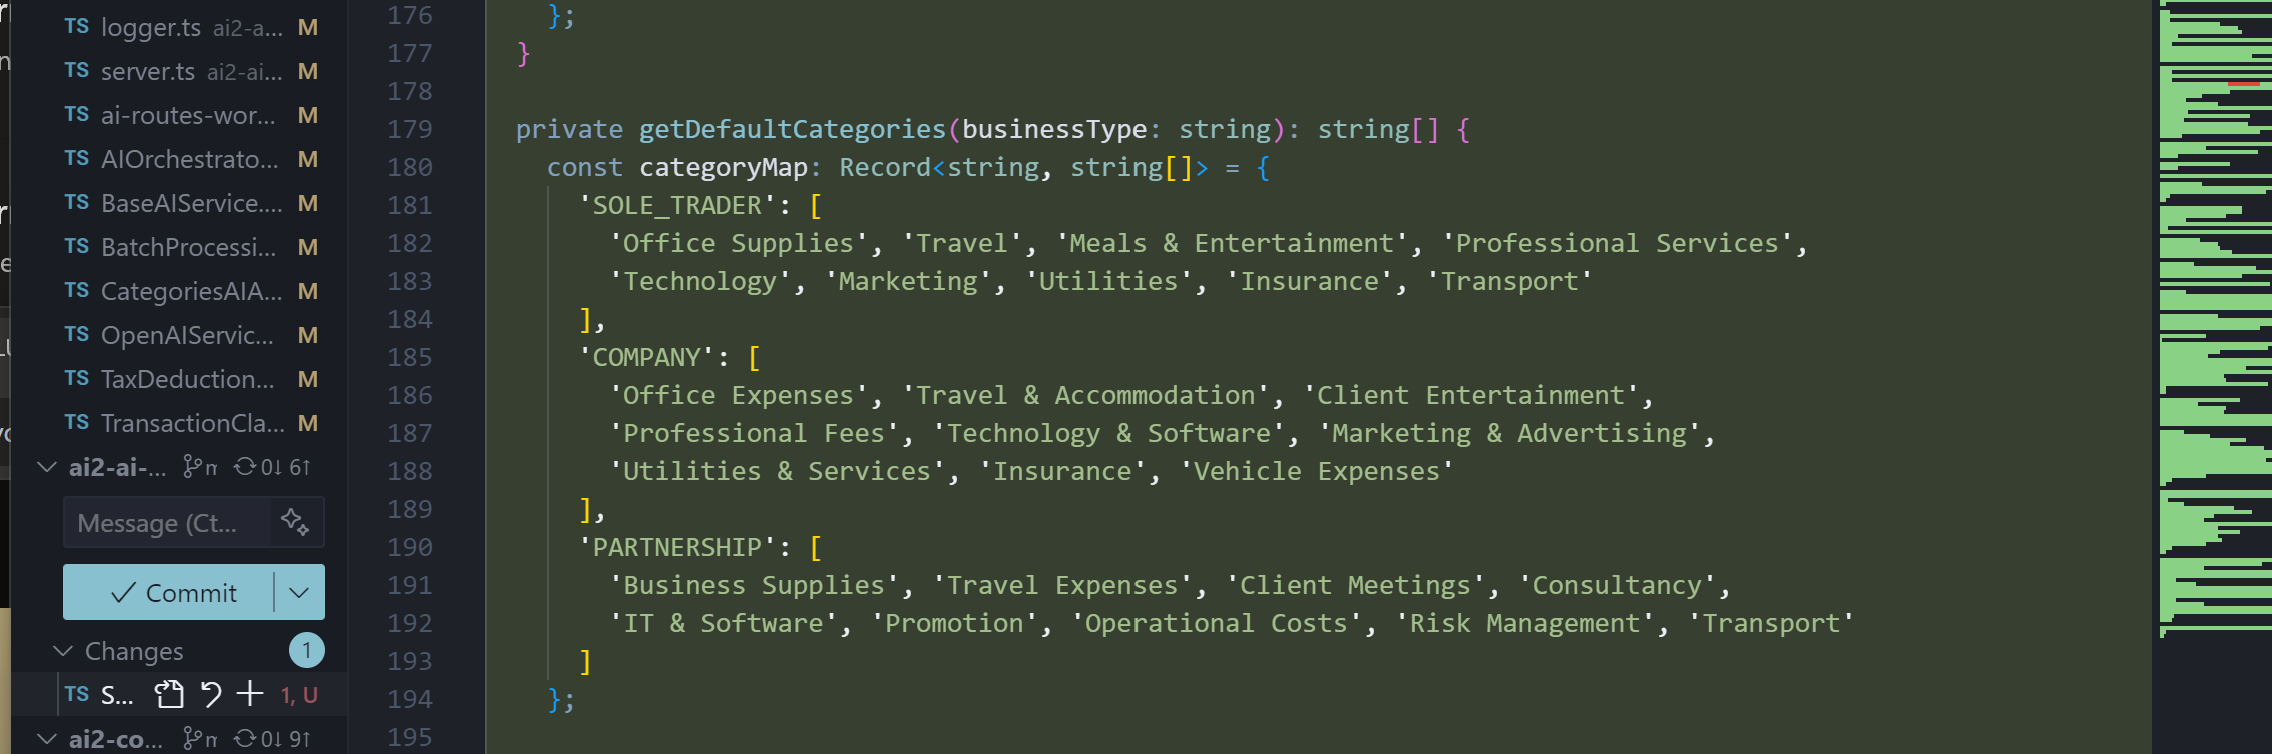 TS logger.ts ai2-a... M
TS server.ts ai2-ai... M
TS ai-routes-wor... M
TS AIOrchestrato... M
TS BaseAIService.... M
TS BatchProcessi... M
TS CategoriesAIA... M
TS OpenAIServic... M
TS TaxDeduction... M
TS TransactionCla... M
ai2-ai-... 0↓ 6↑
Message (Ct...
Commit
Changes 1
TS S... 1, U
ai2-co... 0↓ 9↑
176 };
177 }
178
179 private getDefaultCategories(businessType: string): string[] {
180 const categoryMap: Record<string, string[]> = {
181 'SOLE_TRADER': [
182 'Office Supplies', 'Travel', 'Meals & Entertainment', 'Professional Services',
183 'Technology', 'Marketing', 'Utilities', 'Insurance', 'Transport'
184 ],
185 'COMPANY': [
186 'Office Expenses', 'Travel & Accommodation', 'Client Entertainment',
187 'Professional Fees', 'Technology & Software', 'Marketing & Advertising',
188 'Utilities & Services', 'Insurance', 'Vehicle Expenses'
189 ],
190 'PARTNERSHIP': [
191 'Business Supplies', 'Travel Expenses', 'Client Meetings', 'Consultancy',
192 'IT & Software', 'Promotion', 'Operational Costs', 'Risk Management', 'Transport'
193 ]
194 };
195